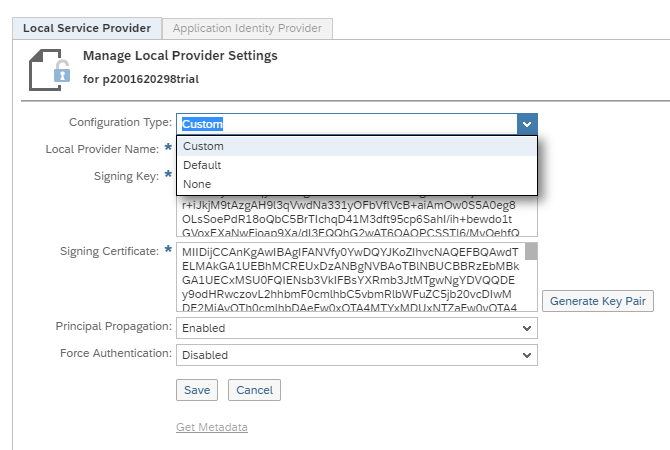 Local Service Provider
Application Identity Provider
Manage Local Provider Settings
for p2001620298trial
Configuration Type:
Custom
Custom
Default
None
Local Provider Name: *
Signing Key: *
r+iJkjM9tAzgAH9l3qVwdNa331yOFbVflVcB+aiAmOw0S5A0eg8
OLsSoePdR18oQbC5BrTIchqD41M3dft95cp6SahI/ih+bewdo1t
Signing Certificate: *
MIIDijCCAnKgAwIBAgIFANVfy0YwDQYJKoZIhvcNAQEFBQAwdT
ELMAkGA1UEBhMCREUxDzANBgNVBAoTBlNBUCBBRzEbMBk
GA1UECxMSU0FQIENsb3VkIFBsYXRmb3JtMTgwNgYDVQQDE
y9odHRwczovL2hhbmF0cmlhbC5vbmRlbWFuZC5jb20vcDIwM
Generate Key Pair
Principal Propagation:
Enabled
Force Authentication:
Disabled
Save
Cancel
Get Metadata